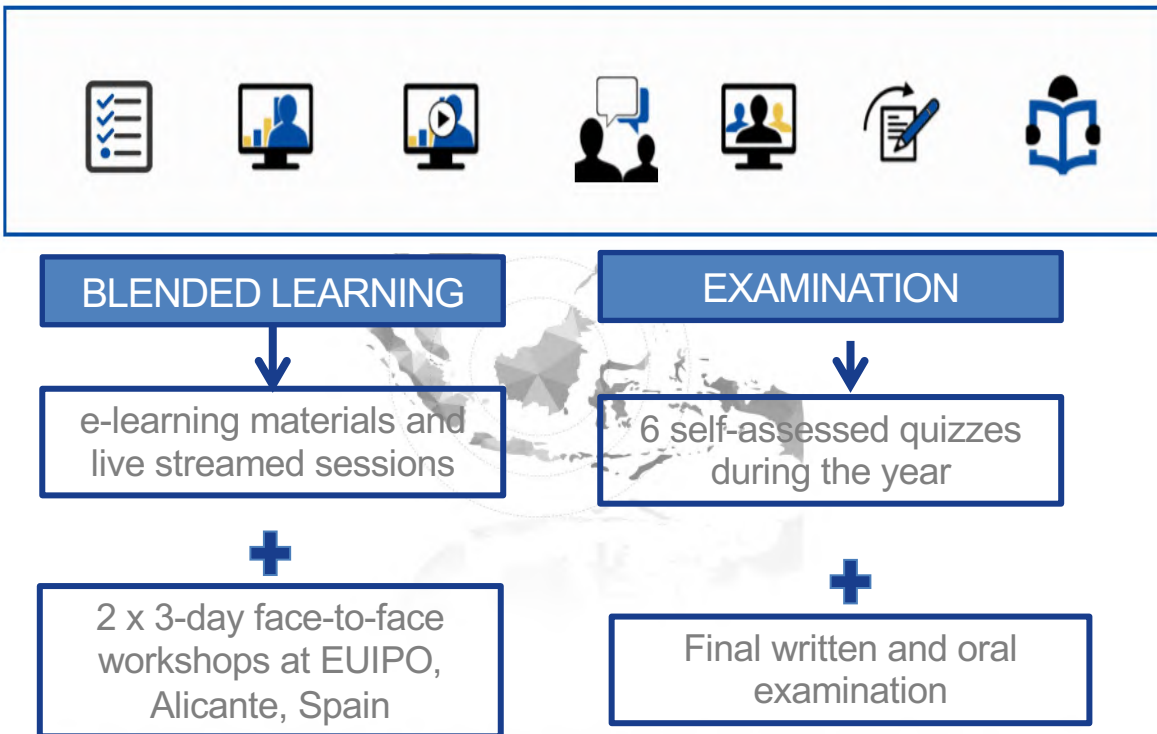 BLENDED LEARNING
e-learning materials and
live streamed sessions
2 x 3-day face-to-face
workshops at EUIPO,
Alicante, Spain
EXAMINATION
6 self-assessed quizzes
during the year
Final written and oral
examination